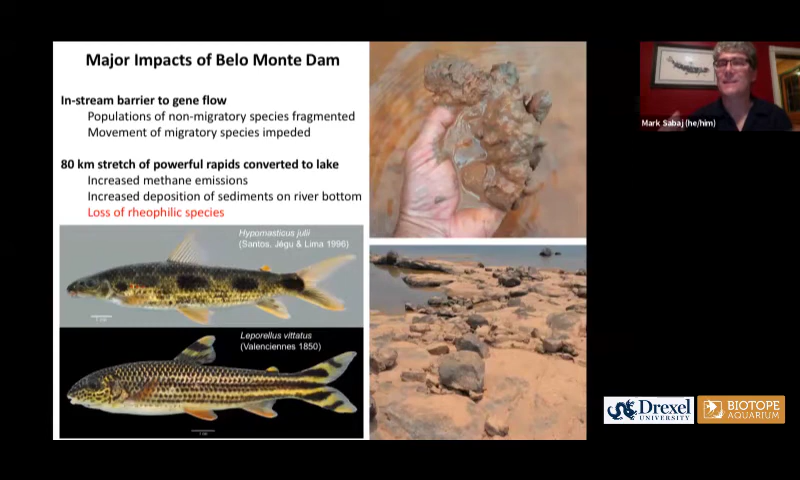 Major Impacts of Belo Monte Dam
In-stream barrier to gene flow
Populations of non-migratory species fragmented
Movement of migratory species impeded
80 km stretch of powerful rapids converted to lake
Increased methane emissions
Increased deposition of sediments on river bottom
Loss of rheophilic species
Hypomasticus julii
(Santos, Jégu & Lima 1996)
Leporellus vittatus
(Valenciennes 1850)
Mark Sabaj (he/him)
Drexel
UNIVERSITY
BIOTOPE
AQUARIUM